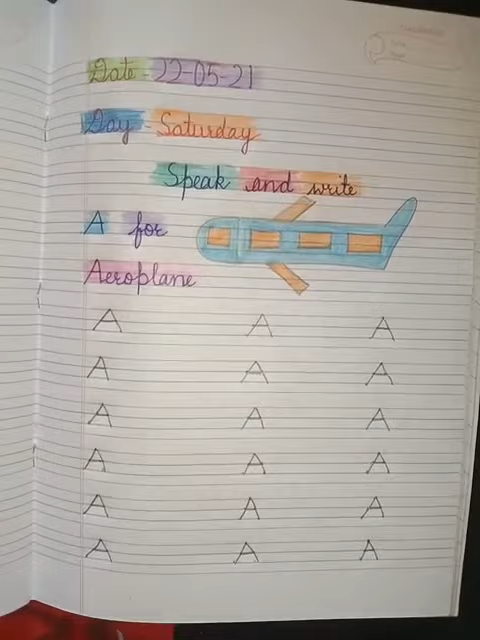 Date - 22-05-21
Day - Saturday
Speak and write
A for
Aeroplane
A A A
A A A
A A A
A A A
A A A
A A A